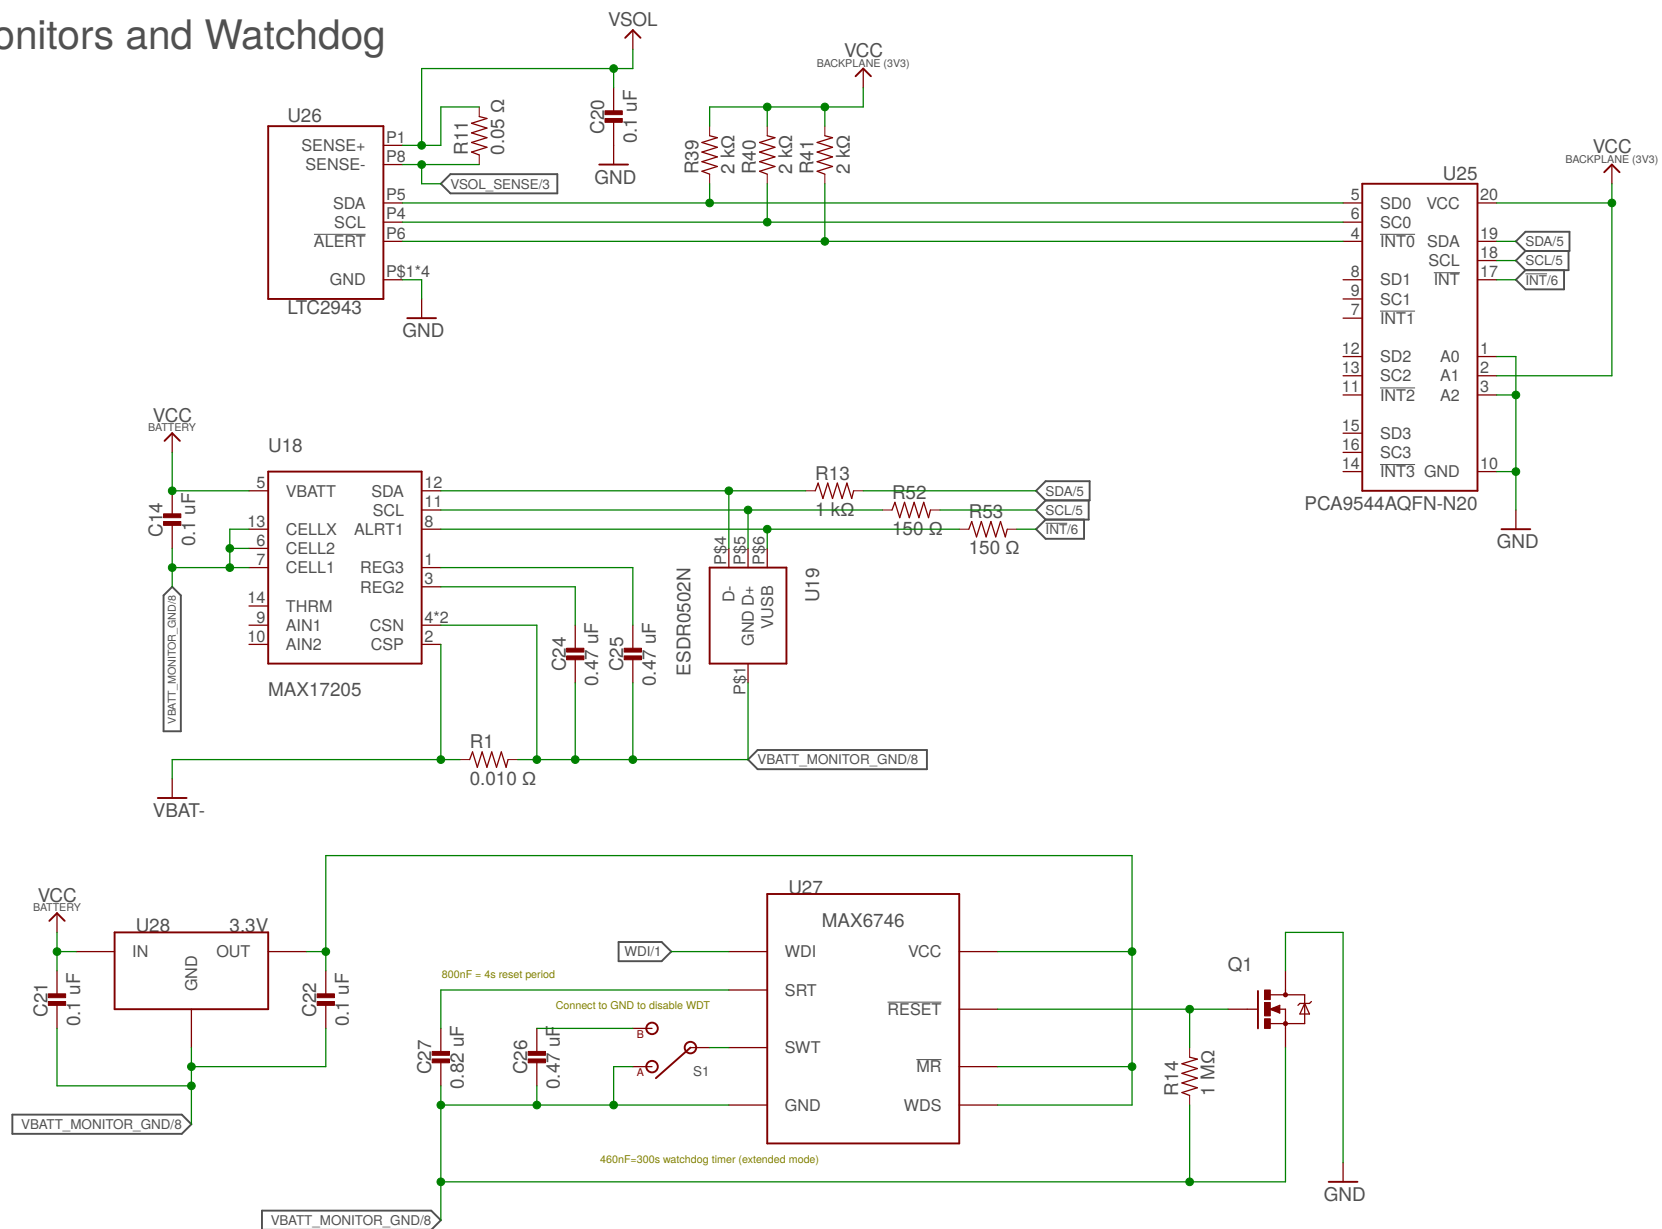 onitors and Watchdog
VSOL
VCC
BACKPLANE (3V3)
C20
0.1 uF
GND
U26
SENSE+
SENSE-
SDA
SCL
ALERT
GND
P1
P8
P5
P4
P6
P$1*4
LTC2943
GND
R11
0.05 Ω
VSOL_SENSE/3
R39
2 kΩ
R40
2 kΩ
R41
2 kΩ
VCC
BACKPLANE (3V3)
U25
5 SD0 VCC 20
6 SC0
4 INT0 SDA 19
SCL 18
8 SD1 INT 17
9 SC1
7 INT1
12 SD2 A0 1
13 SC2 A1 2
11 INT2 A2 3
15 SD3
16 SC3
14 INT3 GND 10
PCA9544AQFN-N20
SDA/5
SCL/5
INT/6
GND
VCC
BATTERY
C14
0.1 uF
VBATT_MONITOR_GND/8
U18
5 VBATT SDA 12
SCL 11
13 CELLX ALRT1 8
6 CELL2
7 CELL1 REG3 1
REG2 3
14 THRM
9 AIN1 CSN 4*2
10 AIN2 CSP 2
MAX17205
R13
1 kΩ
R52
150 Ω
R53
150 Ω
SDA/5
SCL/5
INT/6
P$4
P$5
P$6
D-
GND D+
VUSB
P$1
U19
ESDR0502N
C24
0.47 uF
C25
0.47 uF
R1
0.010 Ω
VBATT_MONITOR_GND/8
VBAT-
VCC
BATTERY
U28
3.3V
IN
OUT
GND
C21
0.1 uF
C22
0.1 uF
VBATT_MONITOR_GND/8
U27
MAX6746
WDI/1
WDI
SRT
SWT
GND
VCC
RESET
MR
WDS
800nF = 4s reset period
Connect to GND to disable WDT
C27
0.82 uF
C26
0.47 uF
B
A
S1
460nF=300s watchdog timer (extended mode)
Q1
R14
1 MΩ
GND
VBATT_MONITOR_GND/8